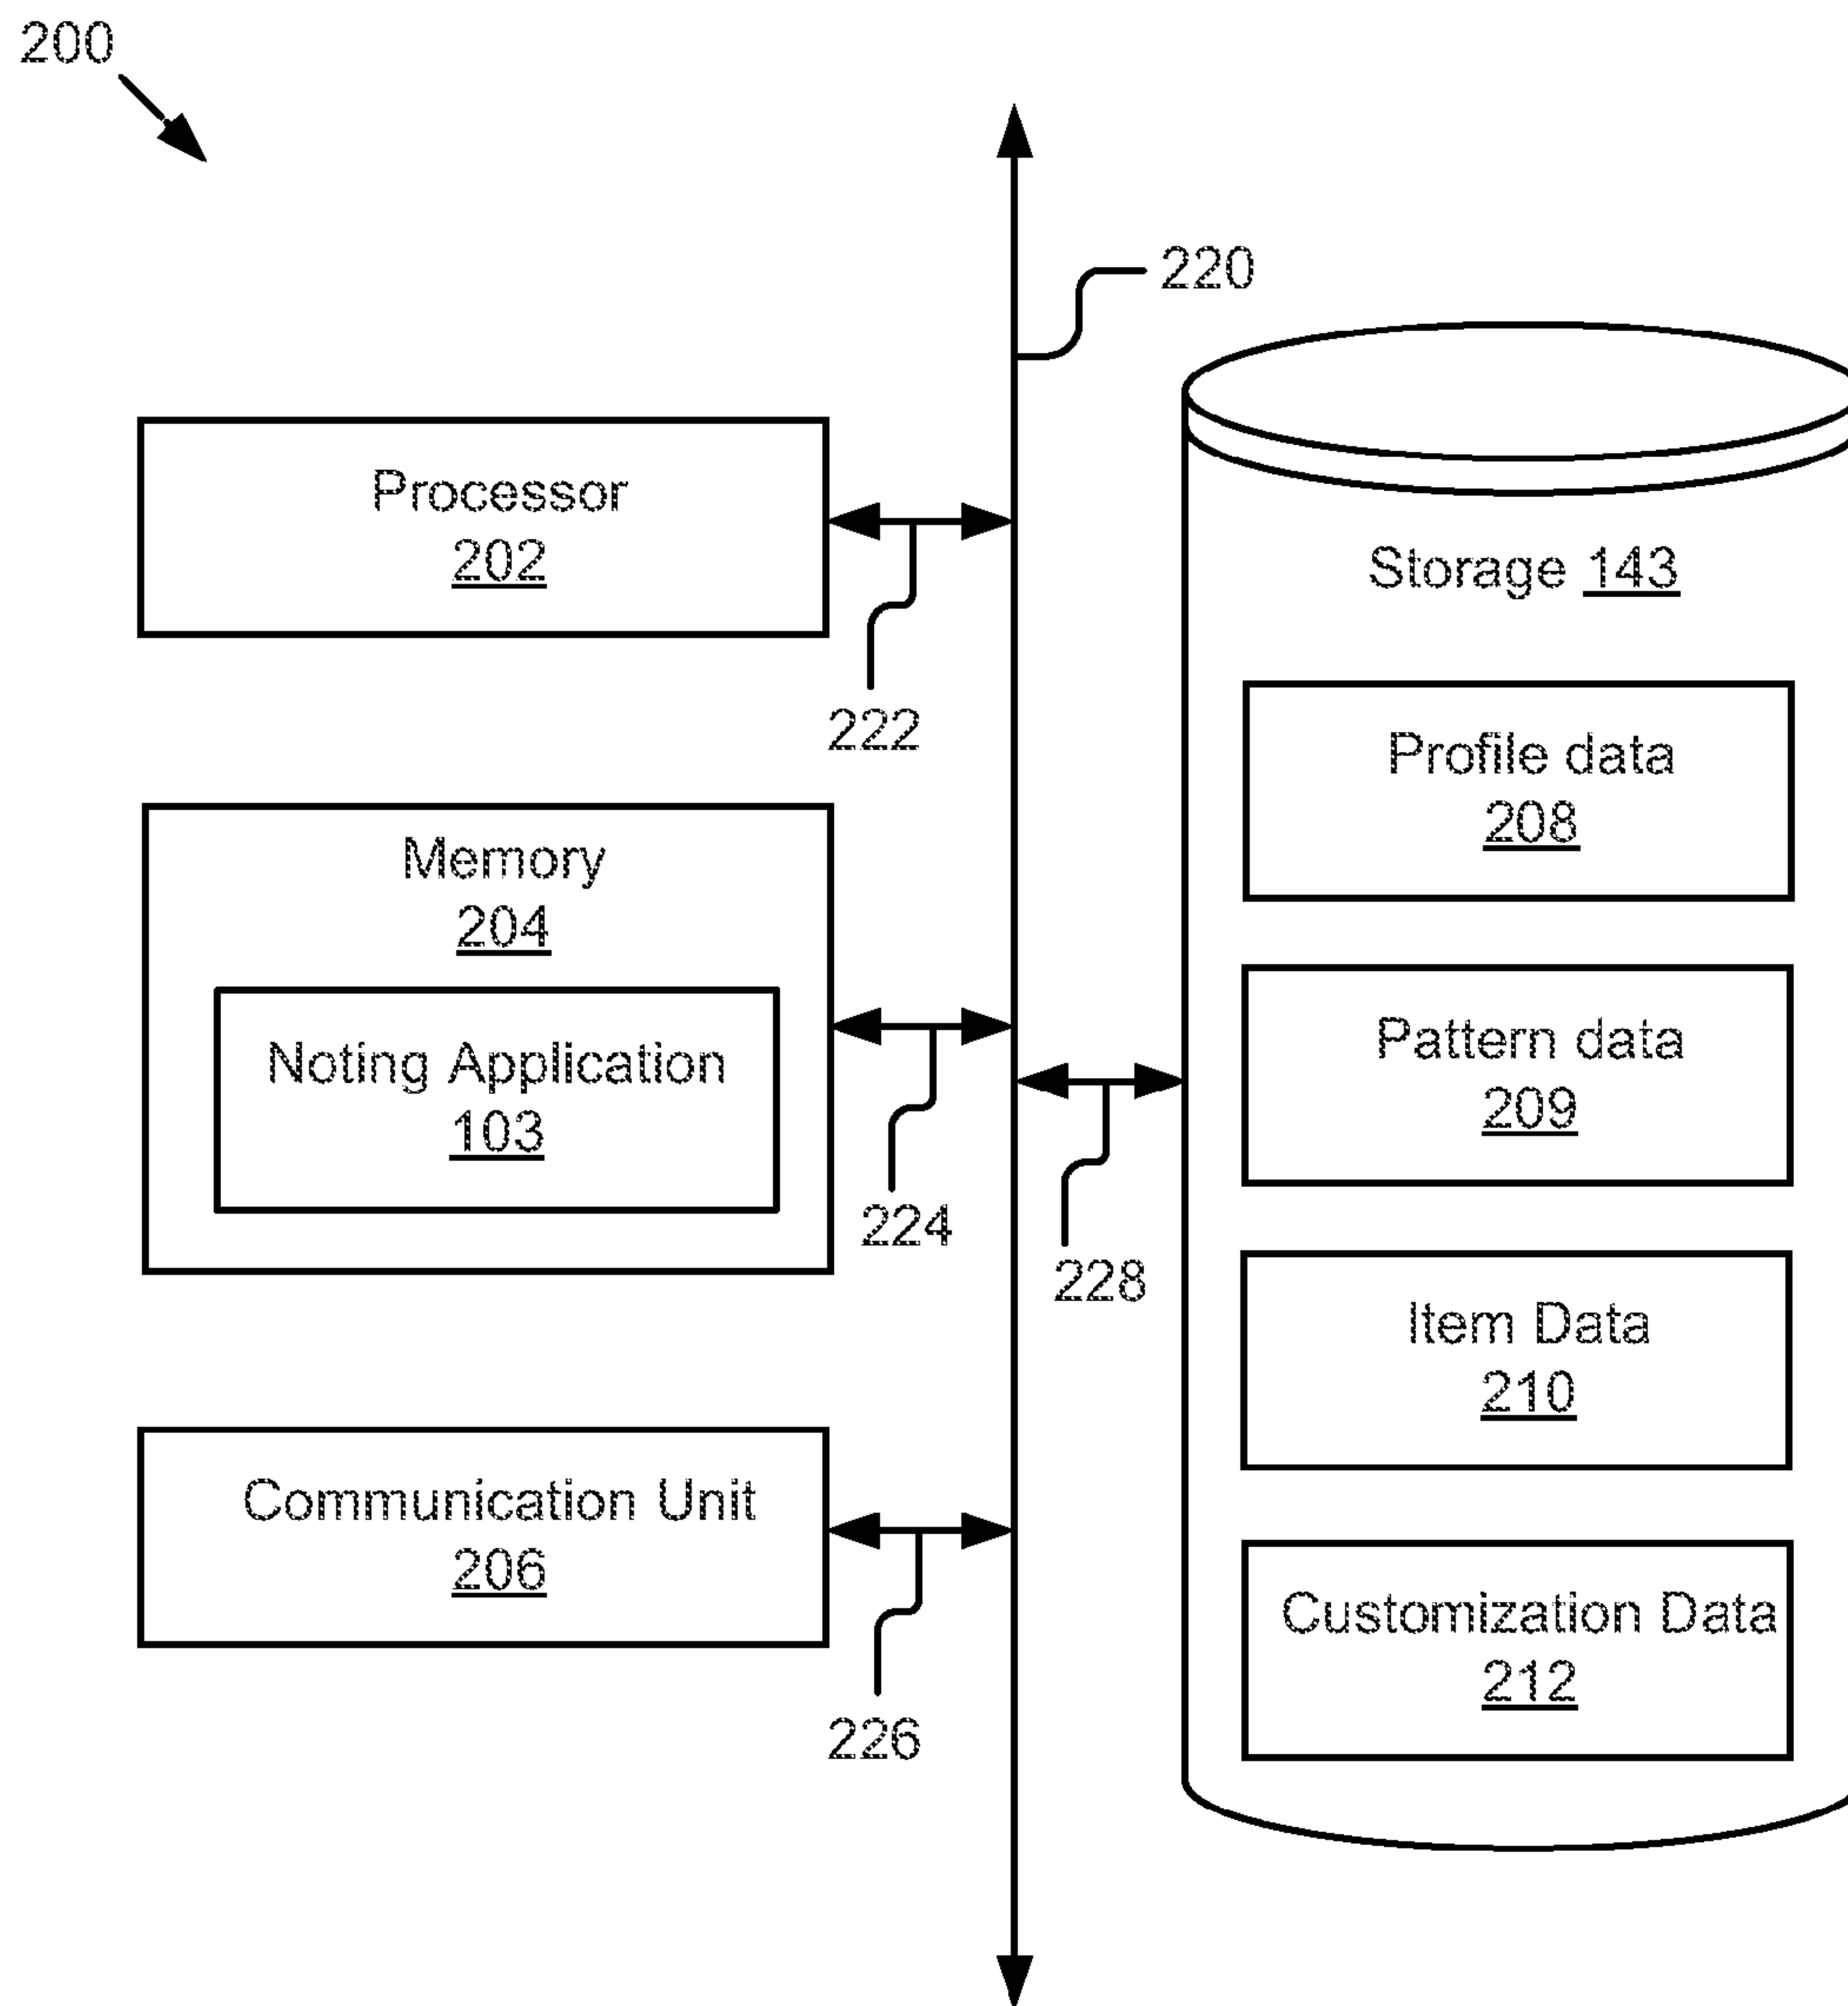 200
220
Processor
202
222
Memory
204
Noting Application
103
224
Communication Unit
206
226
228
Storage 143
Profile data
208
Pattern data
209
Item Data
210
Customization Data
212